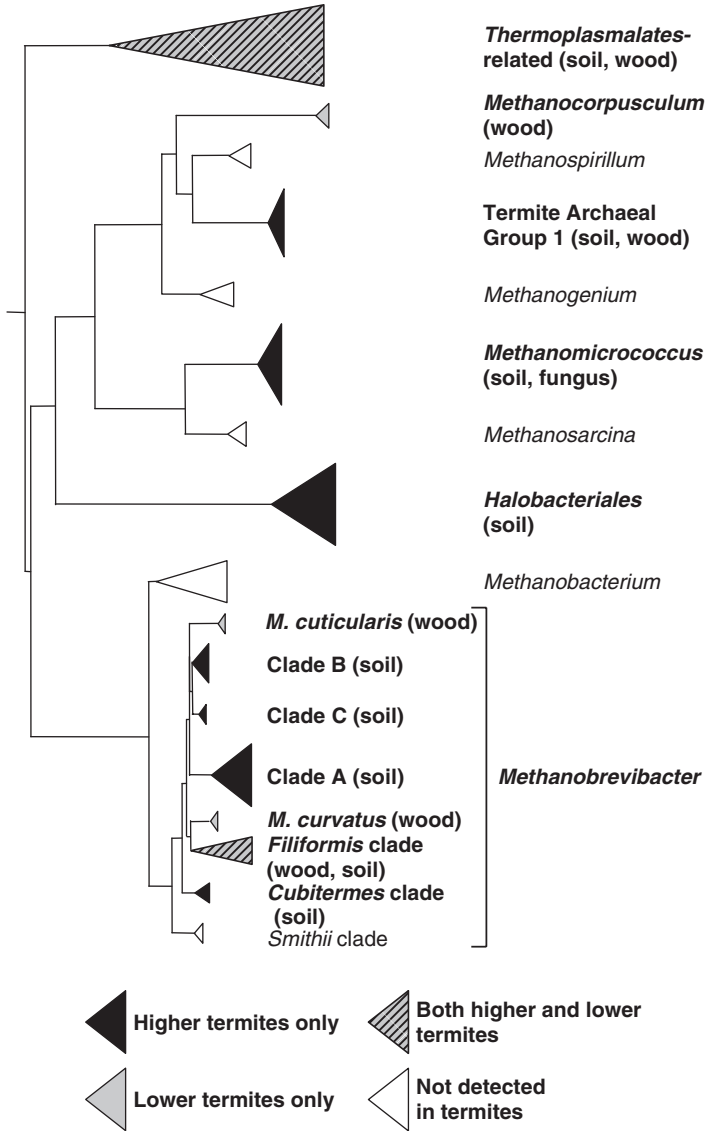 Thermoplasmalates-
related (soil, wood)
Methanocorpusculum
(wood)
Methanospirillum
Termite Archaeal
Group 1 (soil, wood)
Methanogenium
Methanomicrococcus
(soil, fungus)
Methanosarcina
Halobacteriales
(soil)
Methanobacterium
M. cuticularis (wood)
Clade B (soil)
Clade C (soil)
Clade A (soil)
Methanobrevibacter
M. curvatus (wood)
Filiformis clade
(wood, soil)
Cubitermes clade
(soil)
Smithii clade
Higher termites only
Both higher and lower
termites
Lower termites only
Not detected
in termites